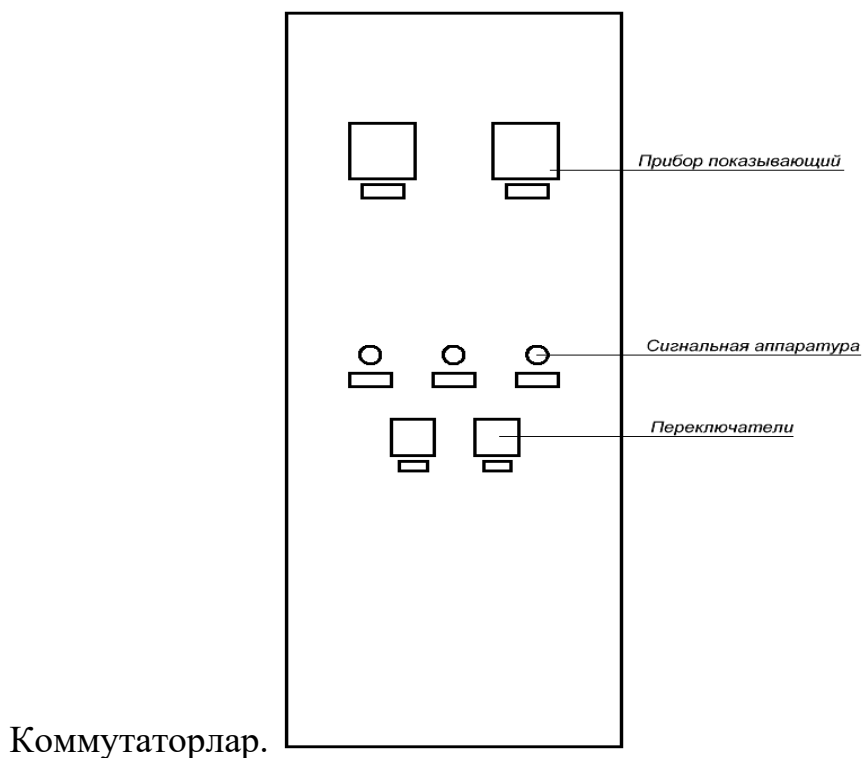 Прибор показывающий
Сигнальная аппаратура
Переключатели
Коммутаторлар.